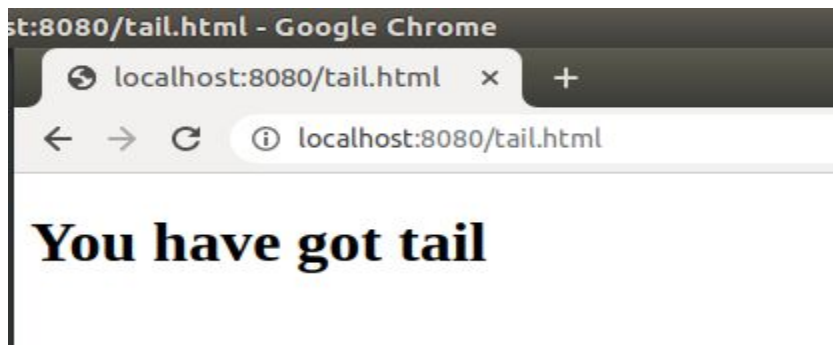 st:8080/tail.html - Google Chrome
localhost:8080/tail.html
localhost:8080/tail.html
You have got tail